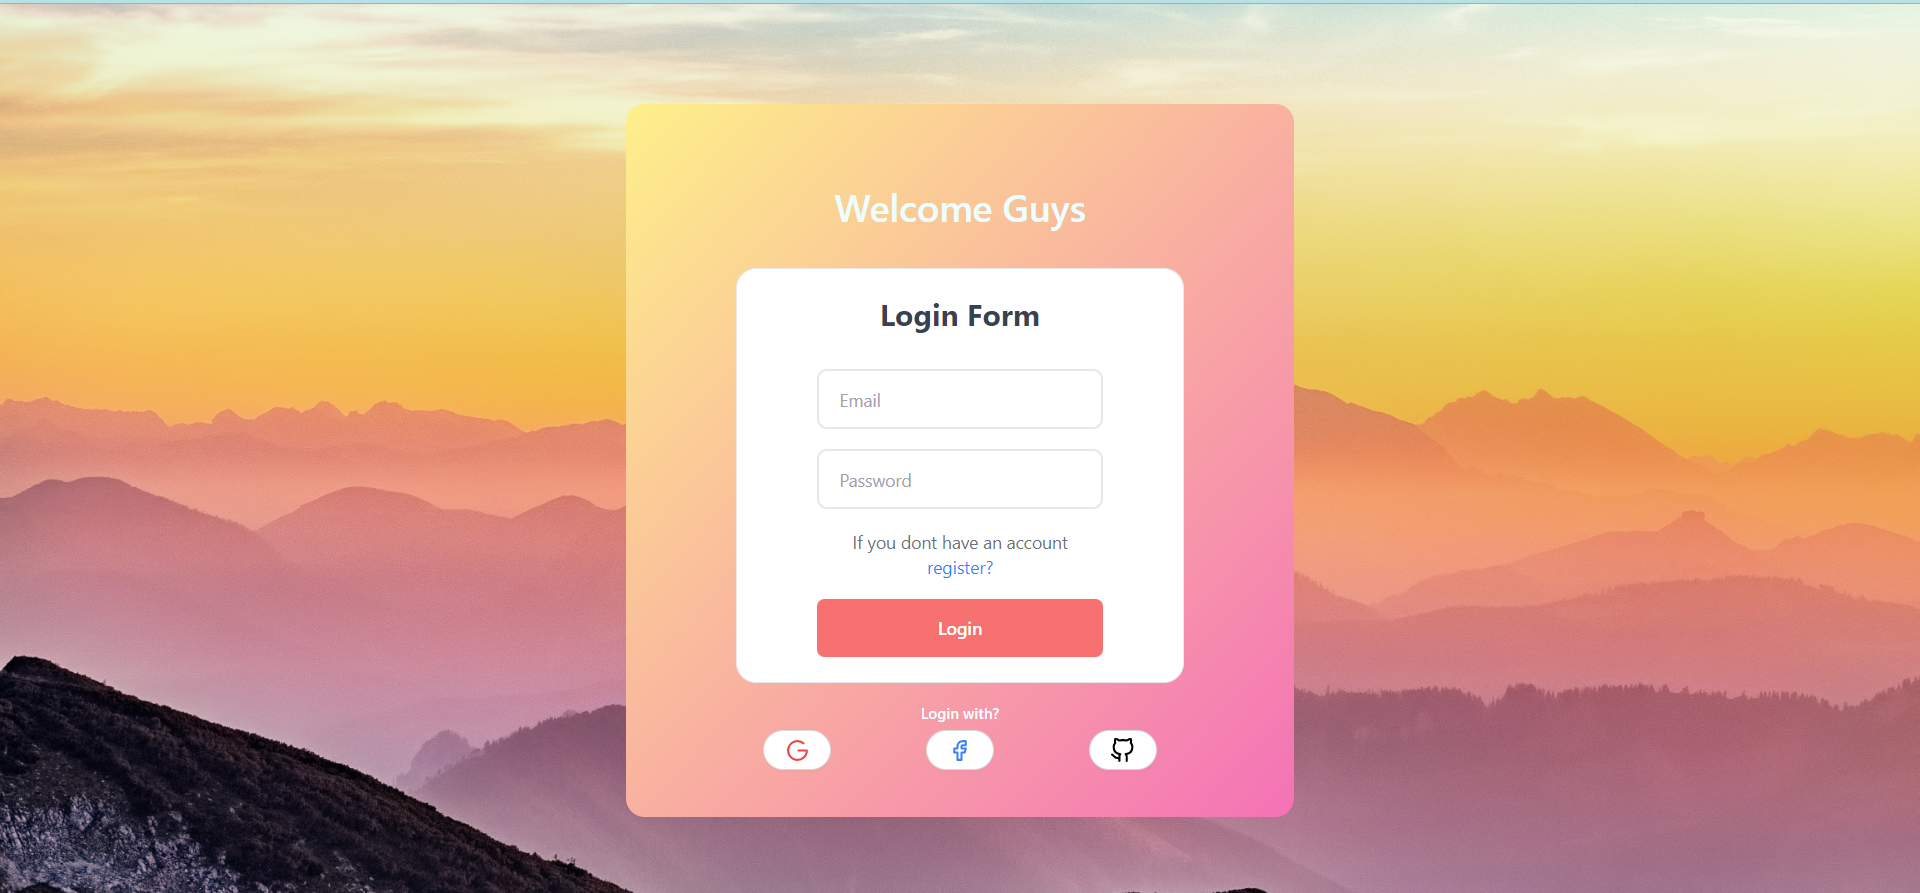 Welcome Guys
Login Form
Email
Password
If you dont have an account
register?
Login
Login with?